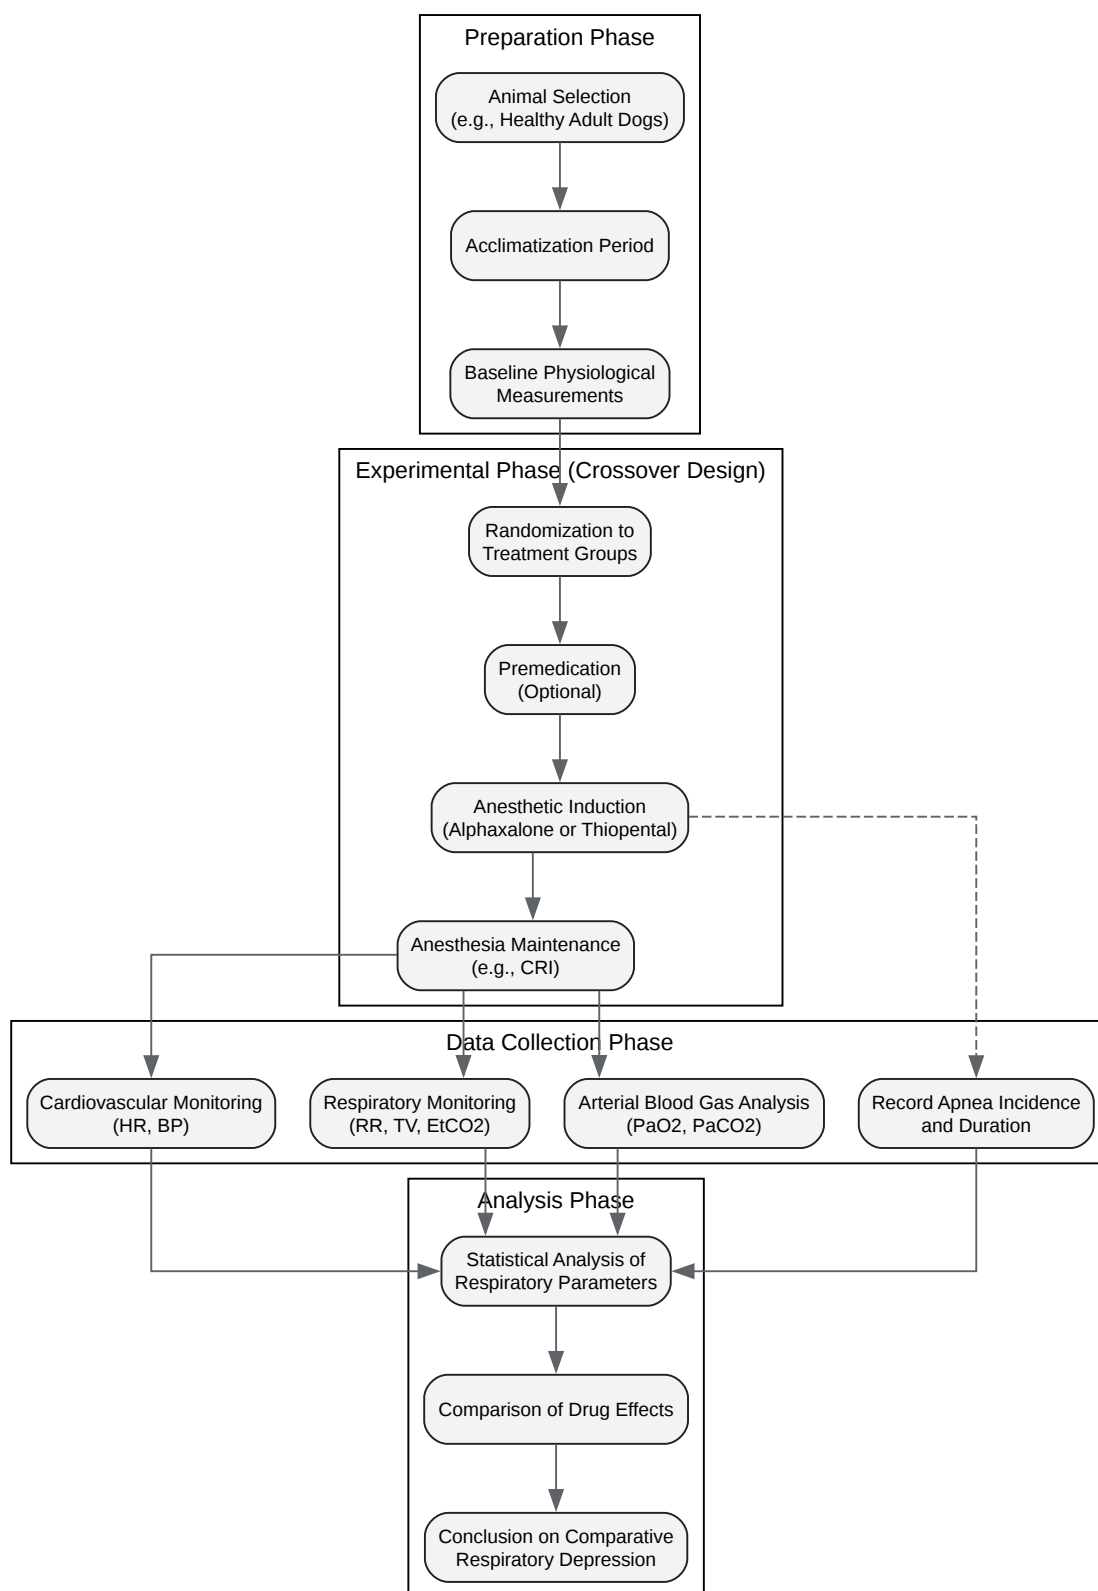 Preparation Phase
Animal Selection
(e.g., Healthy Adult Dogs)
Acclimatization Period
Baseline Physiological
Measurements
Experimental Phase (Crossover Design)
Randomization to
Treatment Groups
Premedication
(Optional)
Anesthetic Induction
(Alphaxalone or Thiopental)
Anesthesia Maintenance
(e.g., CRI)
Data Collection Phase
Cardiovascular Monitoring
(HR, BP)
Respiratory Monitoring
(RR, TV, EtCO2)
Arterial Blood Gas Analysis
(PaO2, PaCO2)
Record Apnea Incidence
and Duration
Analysis Phase
Statistical Analysis of
Respiratory Parameters
Comparison of Drug Effects
Conclusion on Comparative
Respiratory Depression